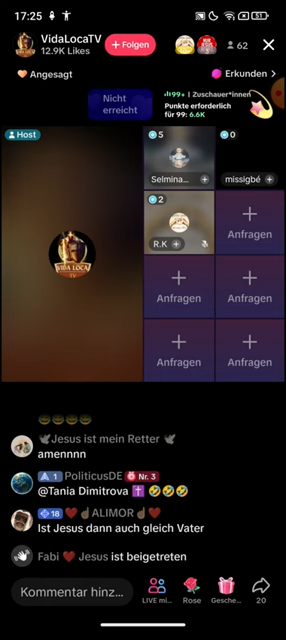 17:25
51
VidaLocaTV
12.9K Likes
+ Folgen
62
Angesagt
Erkunden >
Nicht
erreicht
99+ | Zuschauer*innen
Punkte erforderlich
für 99: 6.6K
Host
5
0
Selmina...
missigbé
2
R.K
Anfragen
VIDA LOCA
TV
Anfragen
Anfragen
Anfragen
Anfragen
🕊Jesus ist mein Retter 🕊
amennnn
1 PoliticusDE Nr. 3
@Tania Dimitrova ✝️ 🤣🤣🤣
18 ❤️☝🏽ALIMOR☝🏽❤️
Ist Jesus dann auch gleich Vater
Fabi ❤️ Jesus ist beigetreten
Kommentar hinz...
LIVE mi...
Rose
Gesche...
20